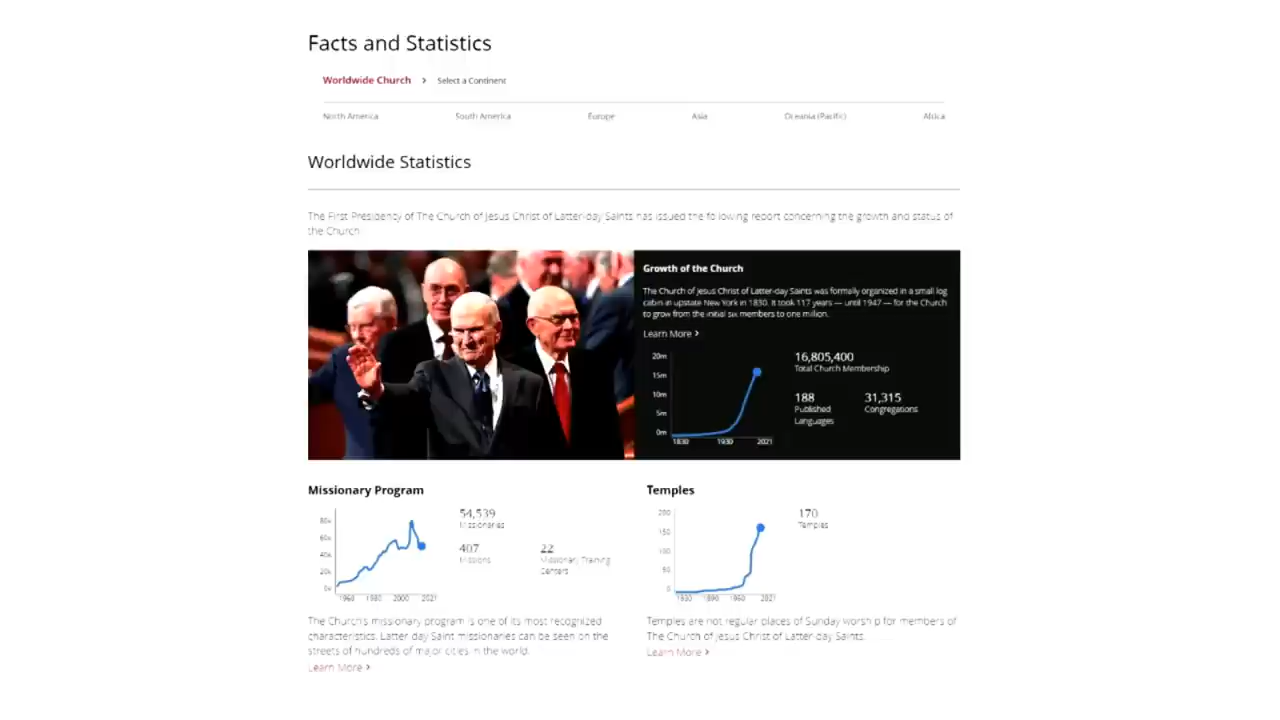 Facts and Statistics
Worldwide Church > Select a Continent
North America South America Europe Asia Oceania (Pacific) Africa
Worldwide Statistics
The First Presidency of The Church of Jesus Christ of Latter-day Saints has issued the following report concerning the growth and status of
the Church.
Growth of the Church
The Church of Jesus Christ of Latter-day Saints was formally organized in a small log
cabin in upstate New York in 1830. It took 117 years — until 1947 — for the Church
to grow from the initial six members to one million.
Learn More >
20m
15m
10m
5m
0m
1830 1930 2021
16,805,400
Total Church Membership
188 31,315
Published Congregations
Languages
Missionary Program
80k
60k
40k
20k
0k
1960 1980 2000 2021
54,539
Missionaries
407 22
Missions Missionary Training
Centers
The Church's missionary program is one of its most recognized
characteristics. Latter-day Saint missionaries can be seen on the
streets of hundreds of major cities in the world.
Learn More >
Temples
200
150
100
50
0
1890 1960 2021
170
Temples
Temples are not regular places of Sunday worship for members of
The Church of Jesus Christ of Latter-day Saints.
Learn More >